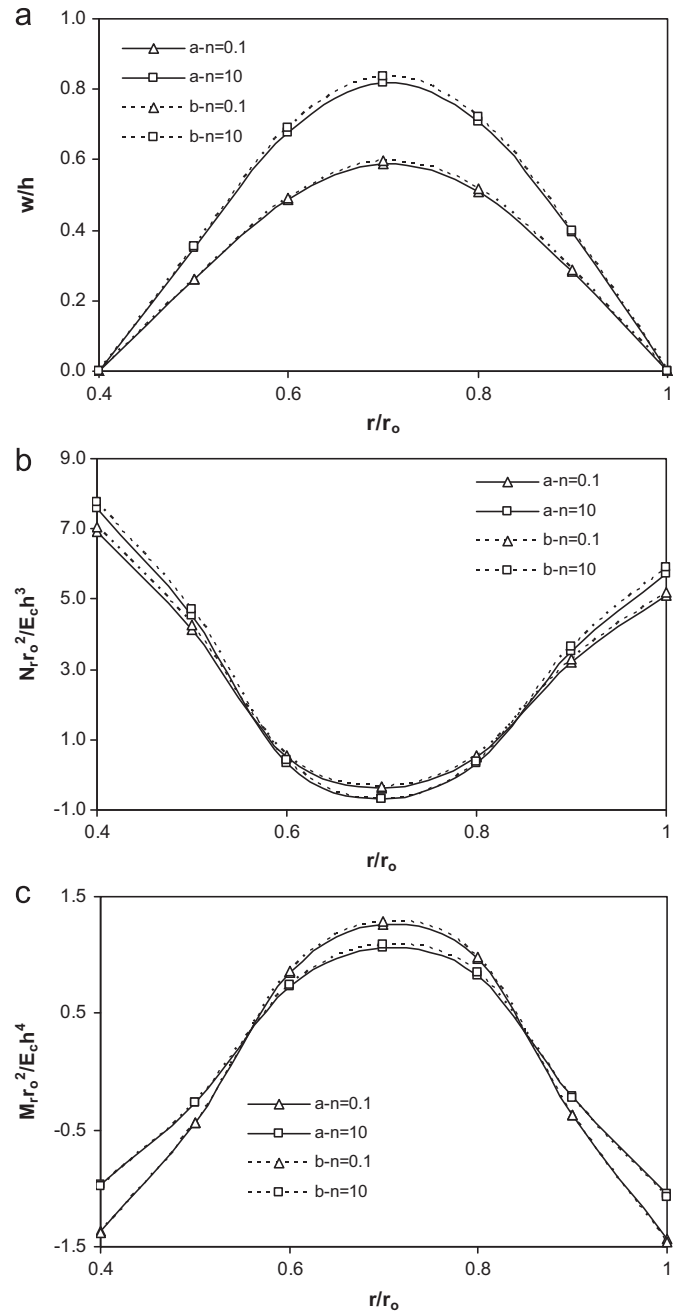 a
1.0
0.8
0.6
0.4
0.2
0.0
w/h
a-n=0.1
a-n=10
b-n=0.1
b-n=10
0.4 0.6 0.8 1
r/rₒ
b
9.0
7.0
5.0
3.0
1.0
-1.0
Nᵣrₒ²/E꜀h³
a-n=0.1
a-n=10
b-n=0.1
b-n=10
0.4 0.6 0.8 1
r/rₒ
c
1.5
0.5
-0.5
-1.5
Mᵣrₒ²/E꜀h⁴
a-n=0.1
a-n=10
b-n=0.1
b-n=10
0.4 0.6 0.8 1
r/rₒ